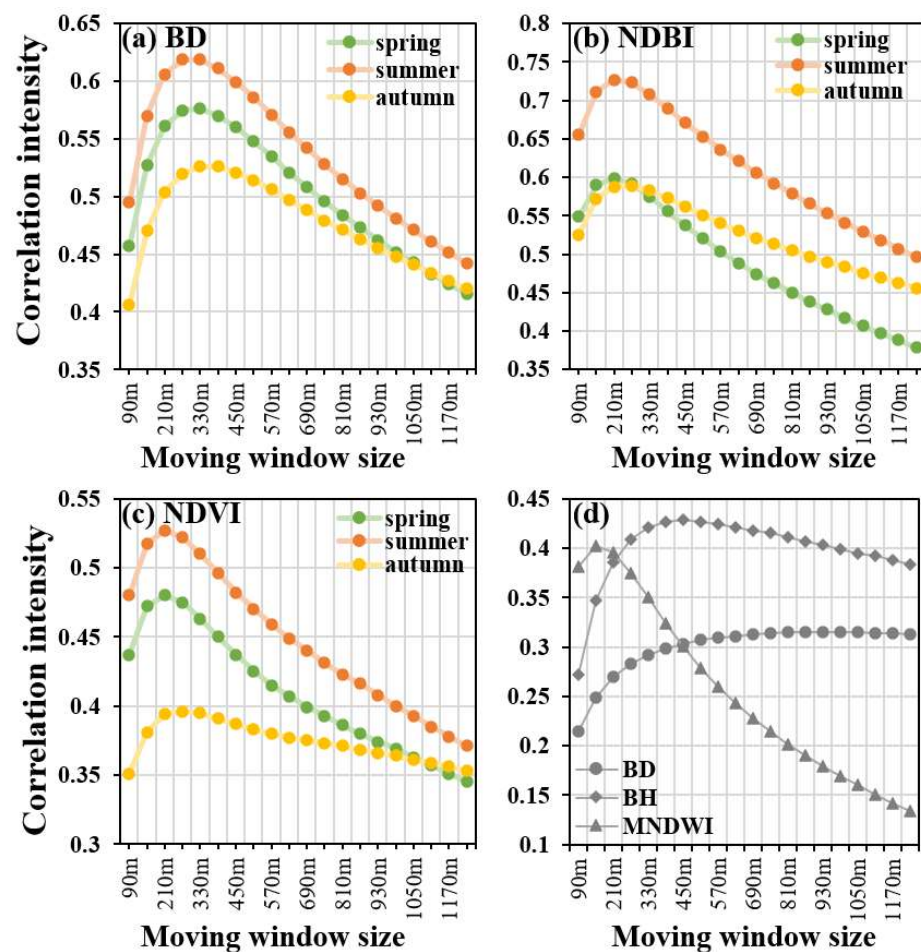 (a) BD
spring
summer
autumn
0.65
0.6
0.55
0.5
0.45
0.4
0.35
Correlation intensity
90m 210m 330m 450m 570m 690m 810m 930m 1050m 1170m
Moving window size
(b) NDBI
spring
summer
autumn
0.8
0.75
0.7
0.65
0.6
0.55
0.5
0.45
0.4
0.35
90m 210m 330m 450m 570m 690m 810m 930m 1050m 1170m
Moving window size
(c) NDVI
spring
summer
autumn
0.55
0.5
0.45
0.4
0.35
0.3
Correlation intensity
90m 210m 330m 450m 570m 690m 810m 930m 1050m 1170m
Moving window size
(d)
0.45
0.4
0.35
0.3
0.25
0.2
0.15
0.1
BD
BH
MNDWI
90m 210m 330m 450m 570m 690m 810m 930m 1050m 1170m
Moving window size